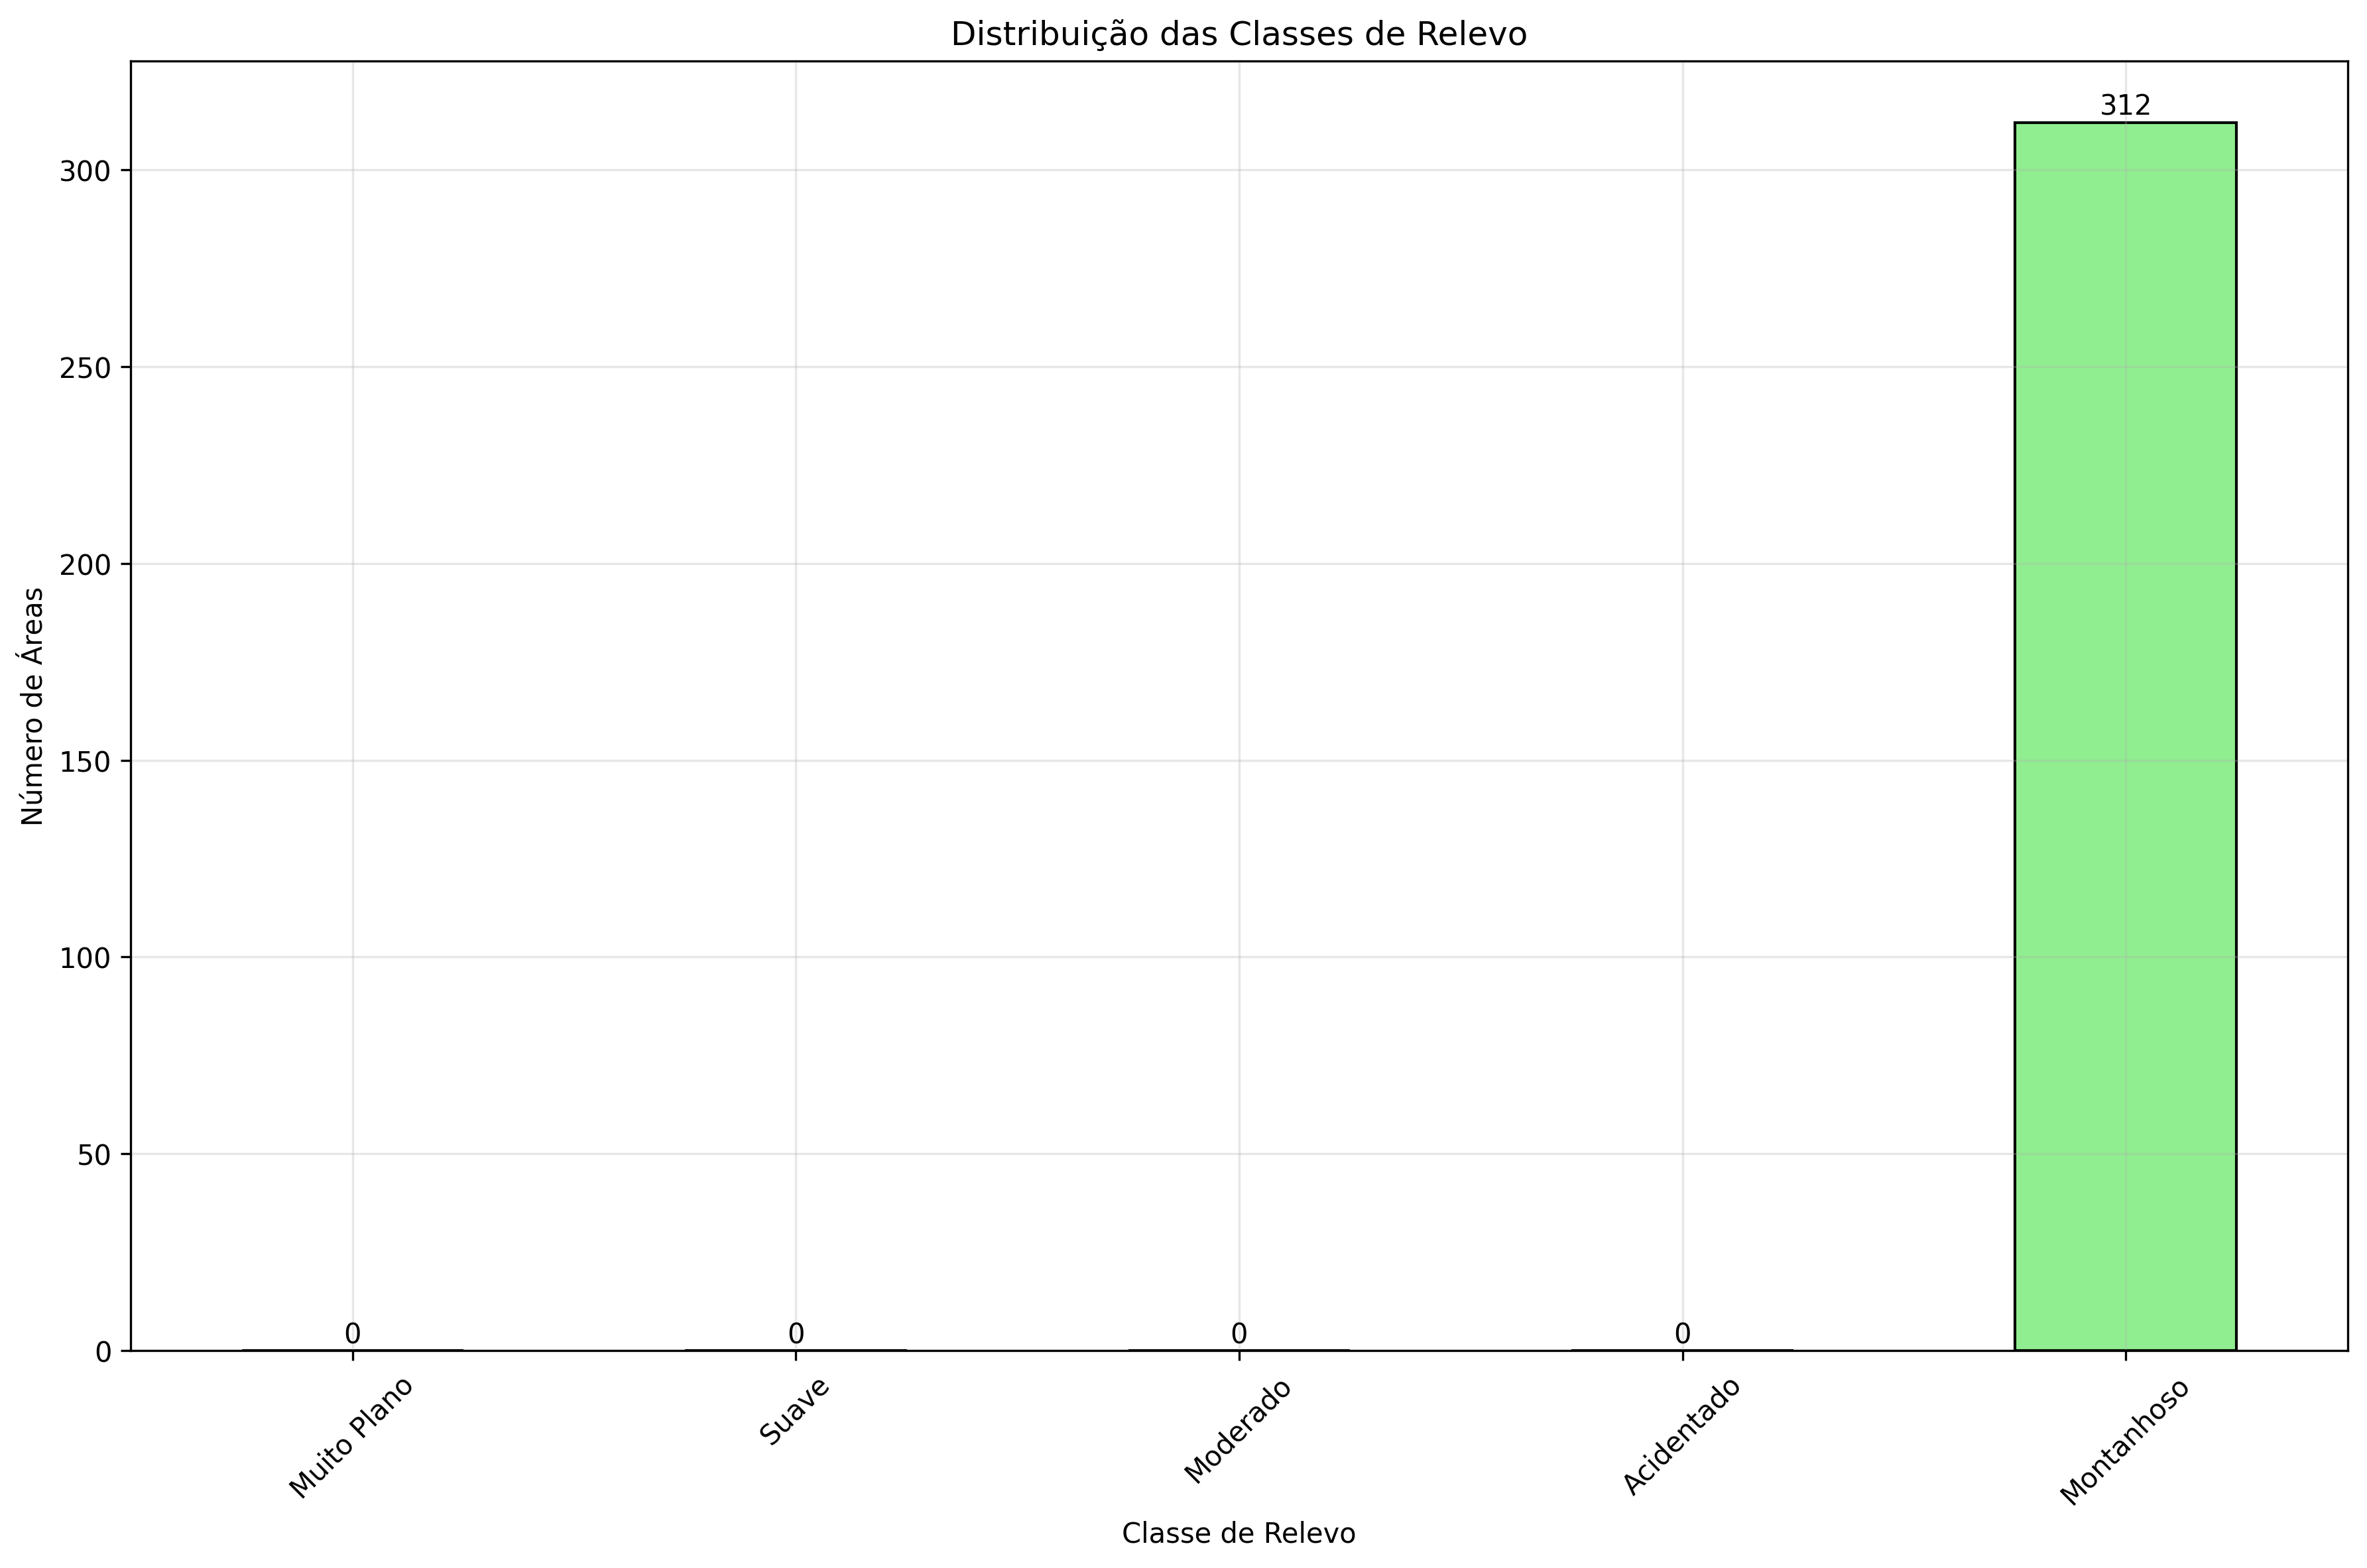 Distribuição das Classes de Relevo
312
300
250
200
150
100
50
0
Número de Áreas
0
0
0
0
Muito Plano
Suave
Moderado
Acidentado
Montanhoso
Classe de Relevo